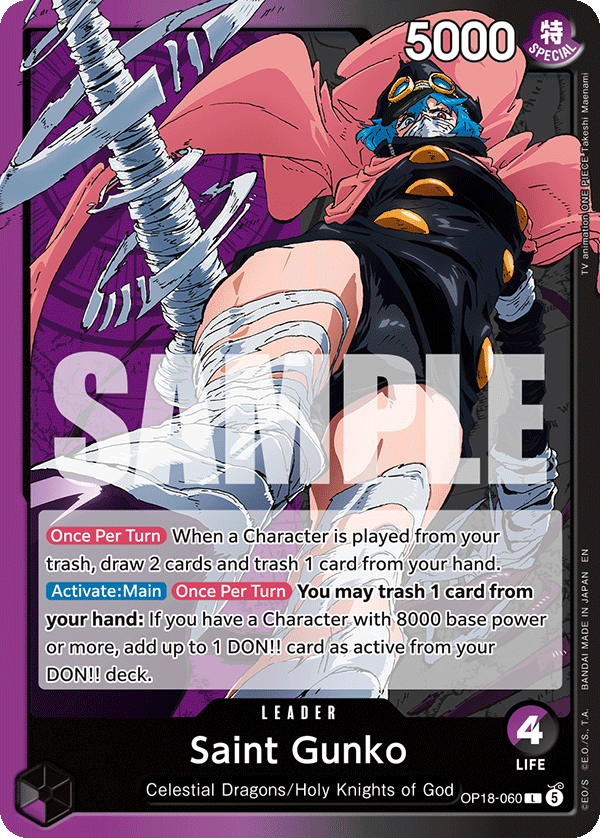 5000
特
SPECIAL
TV animation ONE PIECE Takeshi Maenami
SAMPLE
Once Per Turn When a Character is played from your
trash, draw 2 cards and trash 1 card from your hand.
Activate:Main Once Per Turn You may trash 1 card from
your hand: If you have a Character with 8000 base power
or more, add up to 1 DON!! card as active from your
DON!! deck.
LEADER
Saint Gunko
4
LIFE
Celestial Dragons/Holy Knights of God
OP18-060 L 5
©E.O/S ©E.O./S., T.A. BANDAI MADE IN JAPAN EN